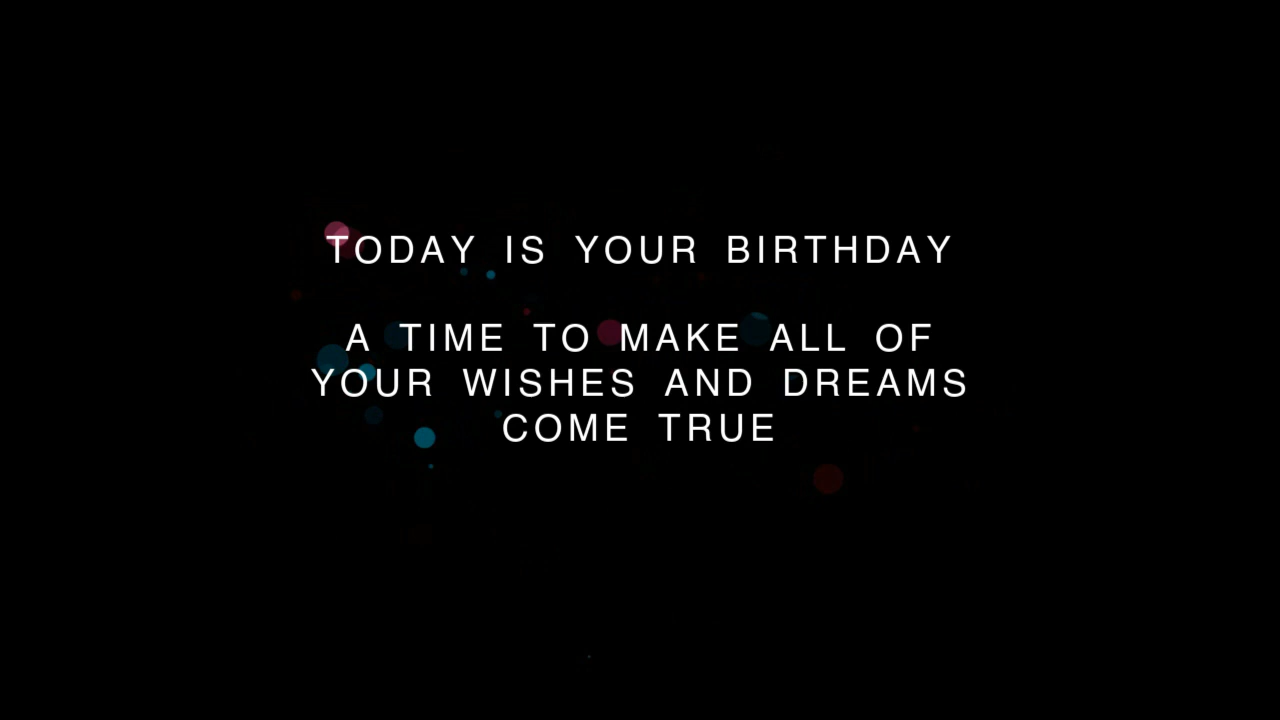 TODAY IS YOUR BIRTHDAY
A TIME TO MAKE ALL OF
YOUR WISHES AND DREAMS
COME TRUE